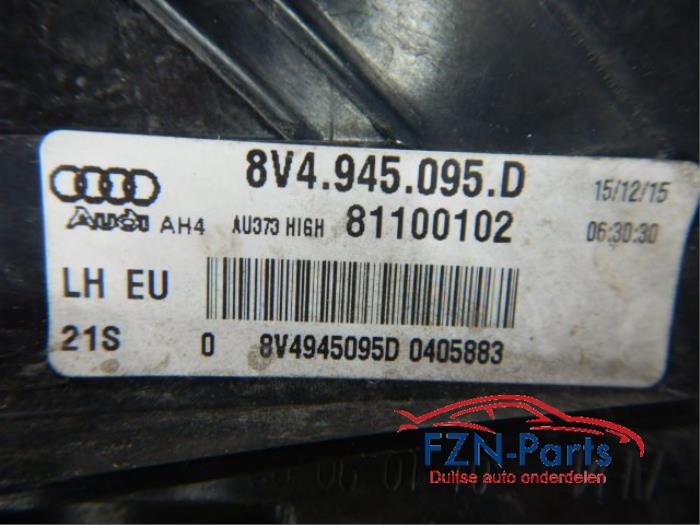 8V4.945.095.D 15/12/15
Audi AH4 AU373 HIGH 81100102 06:30:30
LH EU
21S 0 8V4945095D 0405883
FZN-Parts
Duitse auto onderdelen